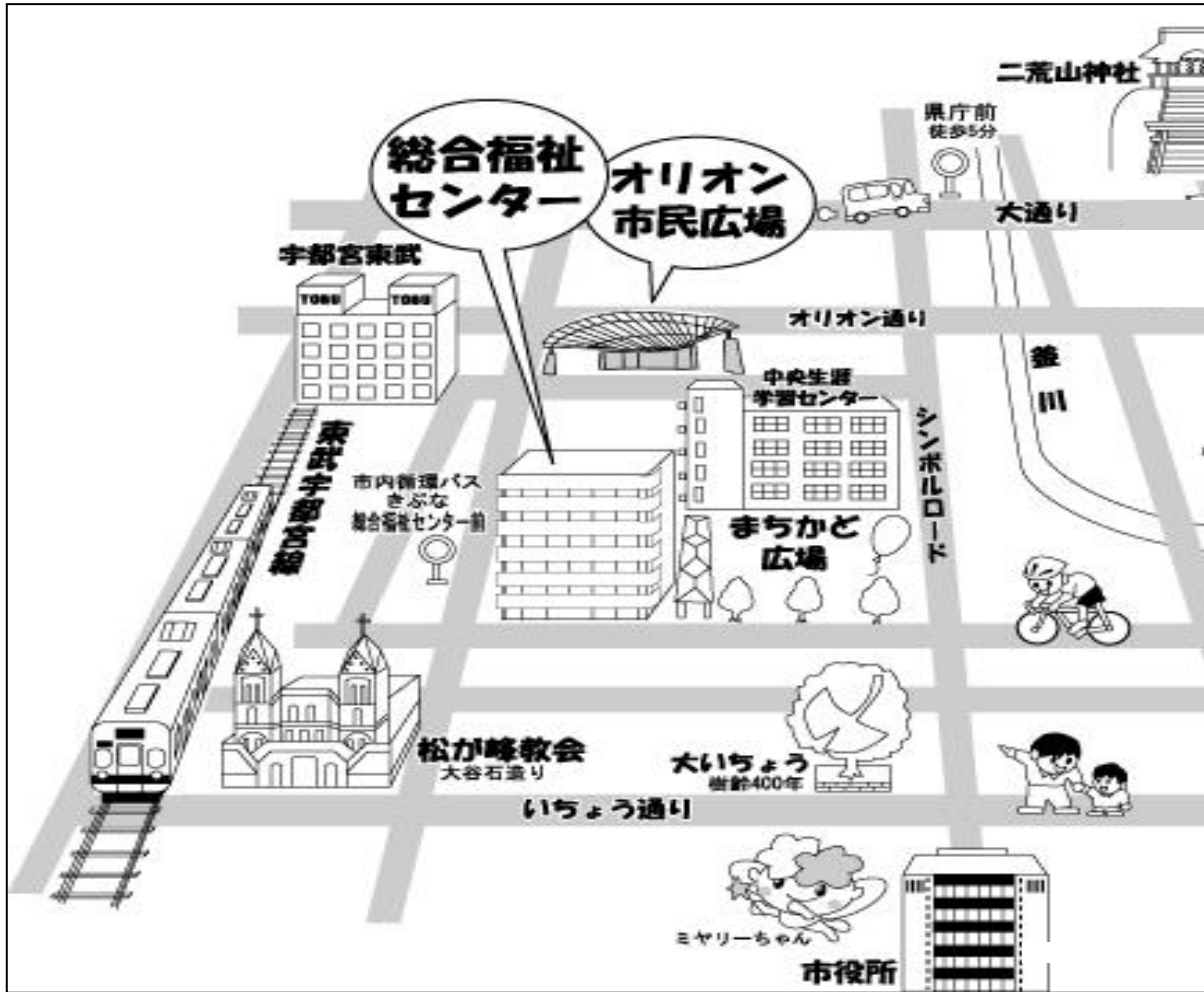 二荒山神社
県庁前
徒歩5分
総合福祉
センター
オリオン
市民広場
大通り
宇都宮東武
TOBU
TOBU
オリオン通り
釜川
中央生涯
学習センター
シンボルロード
東武宇都宮線
市内循環バス
きぶな
総合福祉センター前
まちかど
広場
松が峰教会
大谷石造り
大いちょう
樹齢400年
いちょう通り
ミヤリーちゃん
市役所